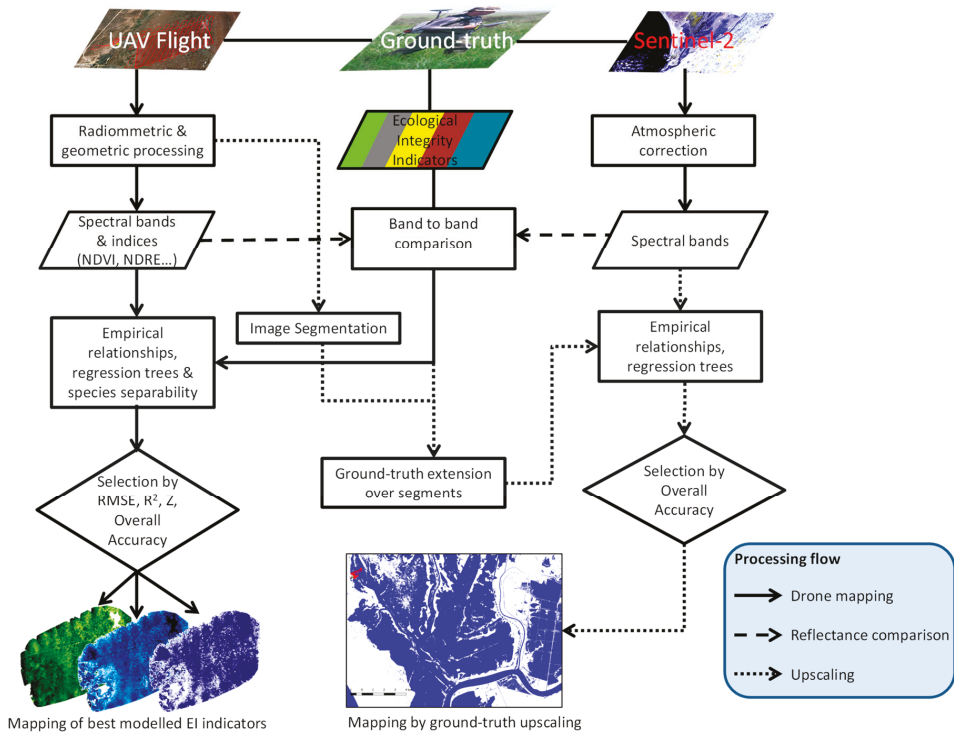 UAV Flight
Ground-truth
Sentinel-2
Radiommetric &
geometric processing
Ecological
Integrity
Indicators
Atmospheric
correction
Spectral bands
& indices
(NDVI, NDRE...)
Band to band
comparison
Spectral bands
Image Segmentation
Empirical
relationships,
regression trees &
species separability
Empirical
relationships,
regression trees
Ground-truth extension
over segments
Selection by
RMSE, R², Z,
Overall
Accuracy
Selection by
Overall
Accuracy
Processing flow
Drone mapping
Reflectance comparison
Upscaling
Mapping of best modelled EI indicators
Mapping by ground-truth upscaling